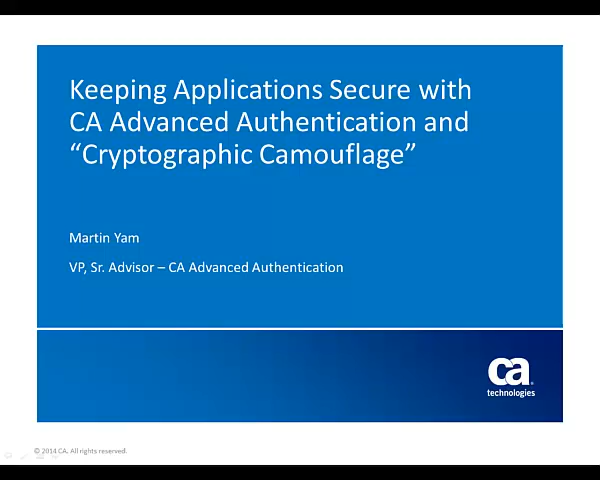 Keeping Applications Secure with
CA Advanced Authentication and
“Cryptographic Camouflage”
Martin Yam
VP, Sr. Advisor – CA Advanced Authentication
ca
technologies
© 2014 CA. All rights reserved.